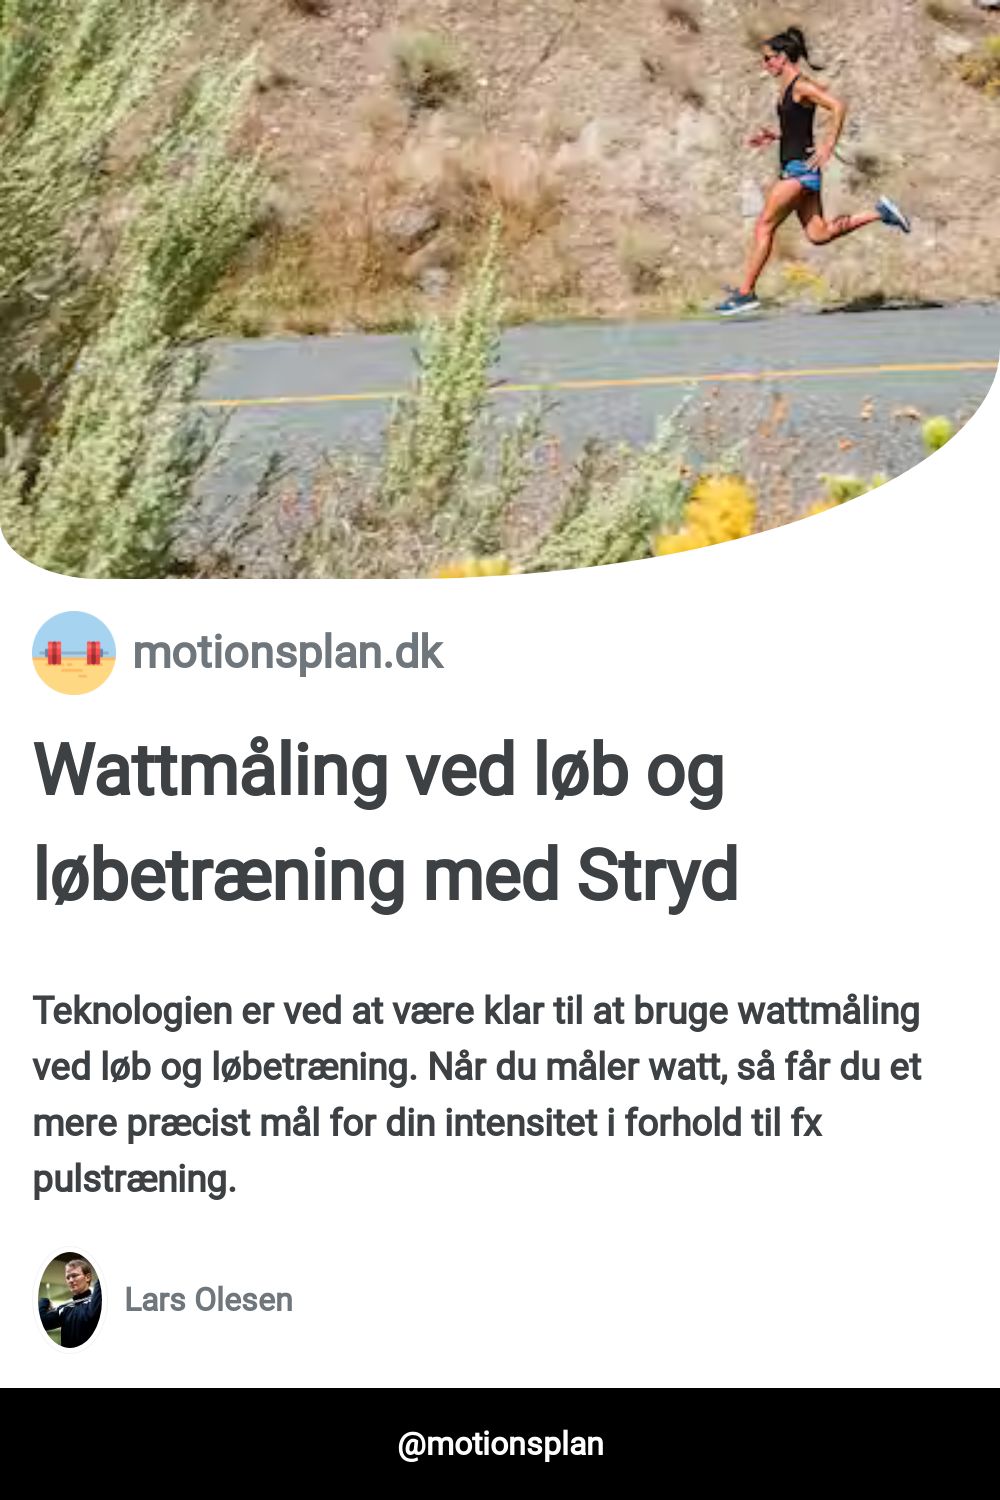 motionsplan.dk
Wattmåling ved løb og
løbetræning med Stryd
Teknologien er ved at være klar til at bruge wattmåling
ved løb og løbetræning. Når du måler watt, så får du et
mere præcist mål for din intensitet i forhold til fx
pulstræning.
Lars Olesen
@motionsplan